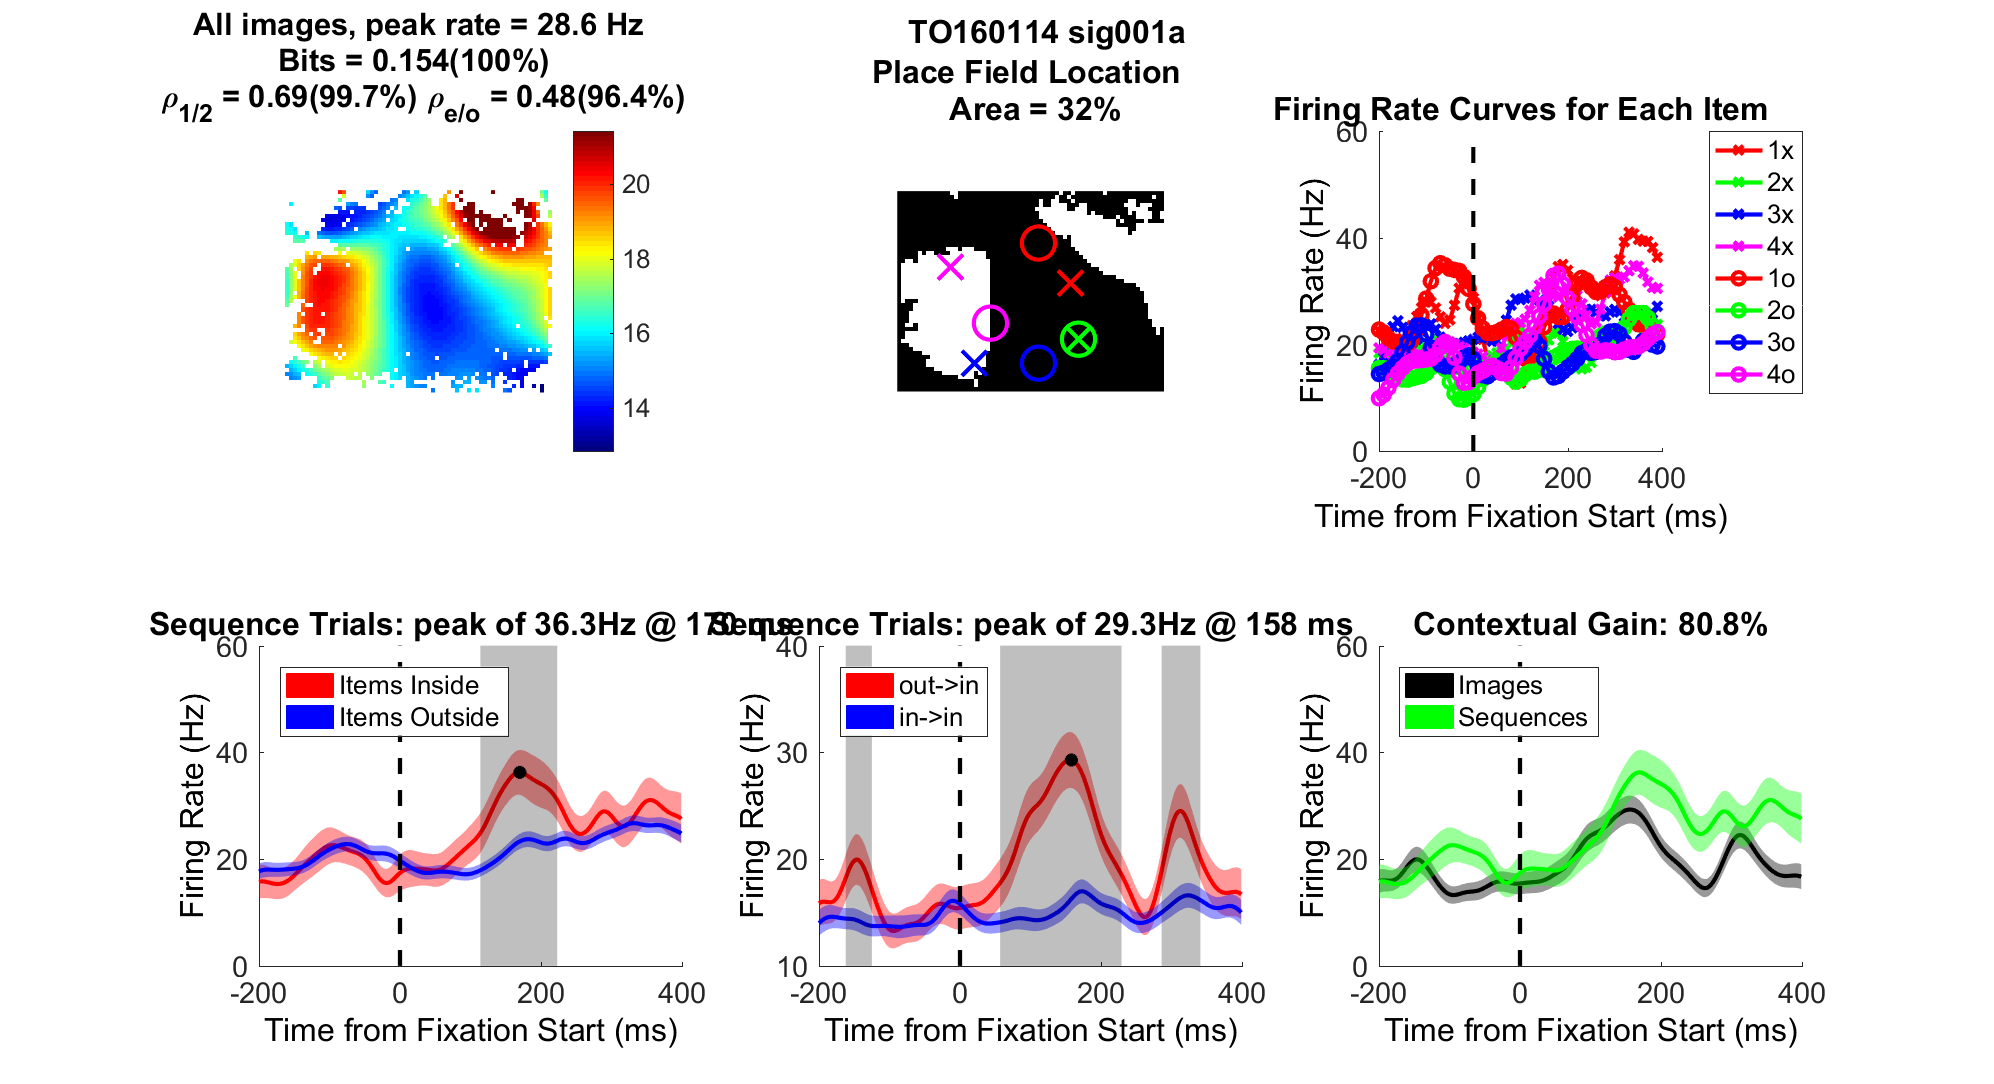 All images, peak rate = 28.6 Hz
Bits = 0.154(100%)
ρ1/2 = 0.69(99.7%) ρe/o = 0.48(96.4%)
20
18
16
14
TO160114 sig001a
Place Field Location
Area = 32%
Firing Rate Curves for Each Item
60
40
20
0
-200 0 200 400
Firing Rate (Hz)
Time from Fixation Start (ms)
1x
2x
3x
4x
1o
2o
3o
4o
Sequence Trials: peak of 36.3Hz @ 170 ms
60
40
20
0
-200 0 200 400
Firing Rate (Hz)
Time from Fixation Start (ms)
Items Inside
Items Outside
Sequence Trials: peak of 29.3Hz @ 158 ms
40
30
20
10
-200 0 200 400
Firing Rate (Hz)
Time from Fixation Start (ms)
out->in
in->in
Contextual Gain: 80.8%
60
40
20
0
-200 0 200 400
Firing Rate (Hz)
Time from Fixation Start (ms)
Images
Sequences